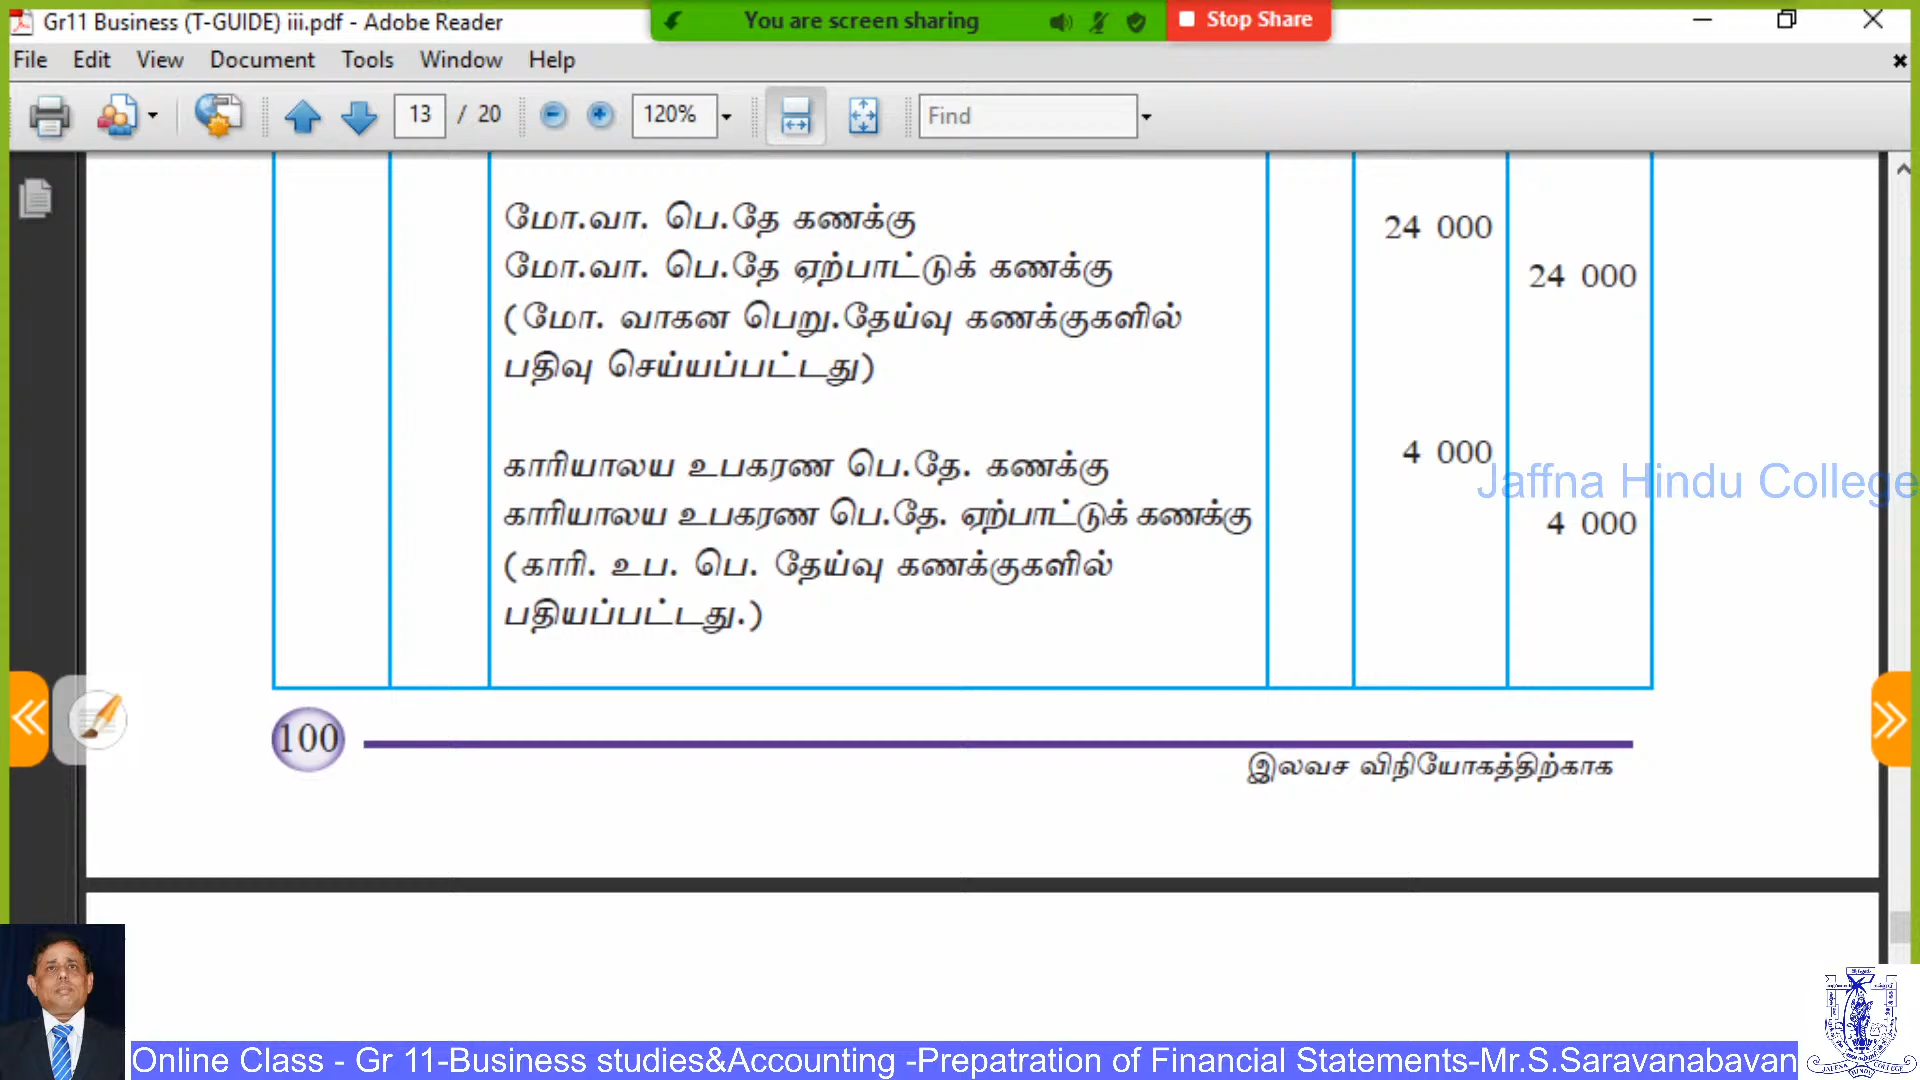 Gr11 Business (T-GUIDE) iii.pdf - Adobe Reader
You are screen sharing
Stop Share
File Edit View Document Tools Window Help
13 / 20
120%
Find
மோ.வா. பெ.தே கணக்கு 24 000
மோ.வா. பெ.தே ஏற்பாட்டுக் கணக்கு 24 000
(மோ. வாகன பெறு.தேய்வு கணக்குகளில்
பதிவு செய்யப்பட்டது)
காரியாலய உபகரண பெ.தே. கணக்கு 4 000
Jaffna Hindu College
காரியாலய உபகரண பெ.தே. ஏற்பாட்டுக் கணக்கு 4 000
(காரி. உப. பெ. தேய்வு கணக்குகளில்
பதியப்பட்டது.)
100
இலவச விநியோகத்திற்காக
Online Class - Gr 11-Business studies&Accounting -Prepatration of Financial Statements-Mr.S.Saravanabavan